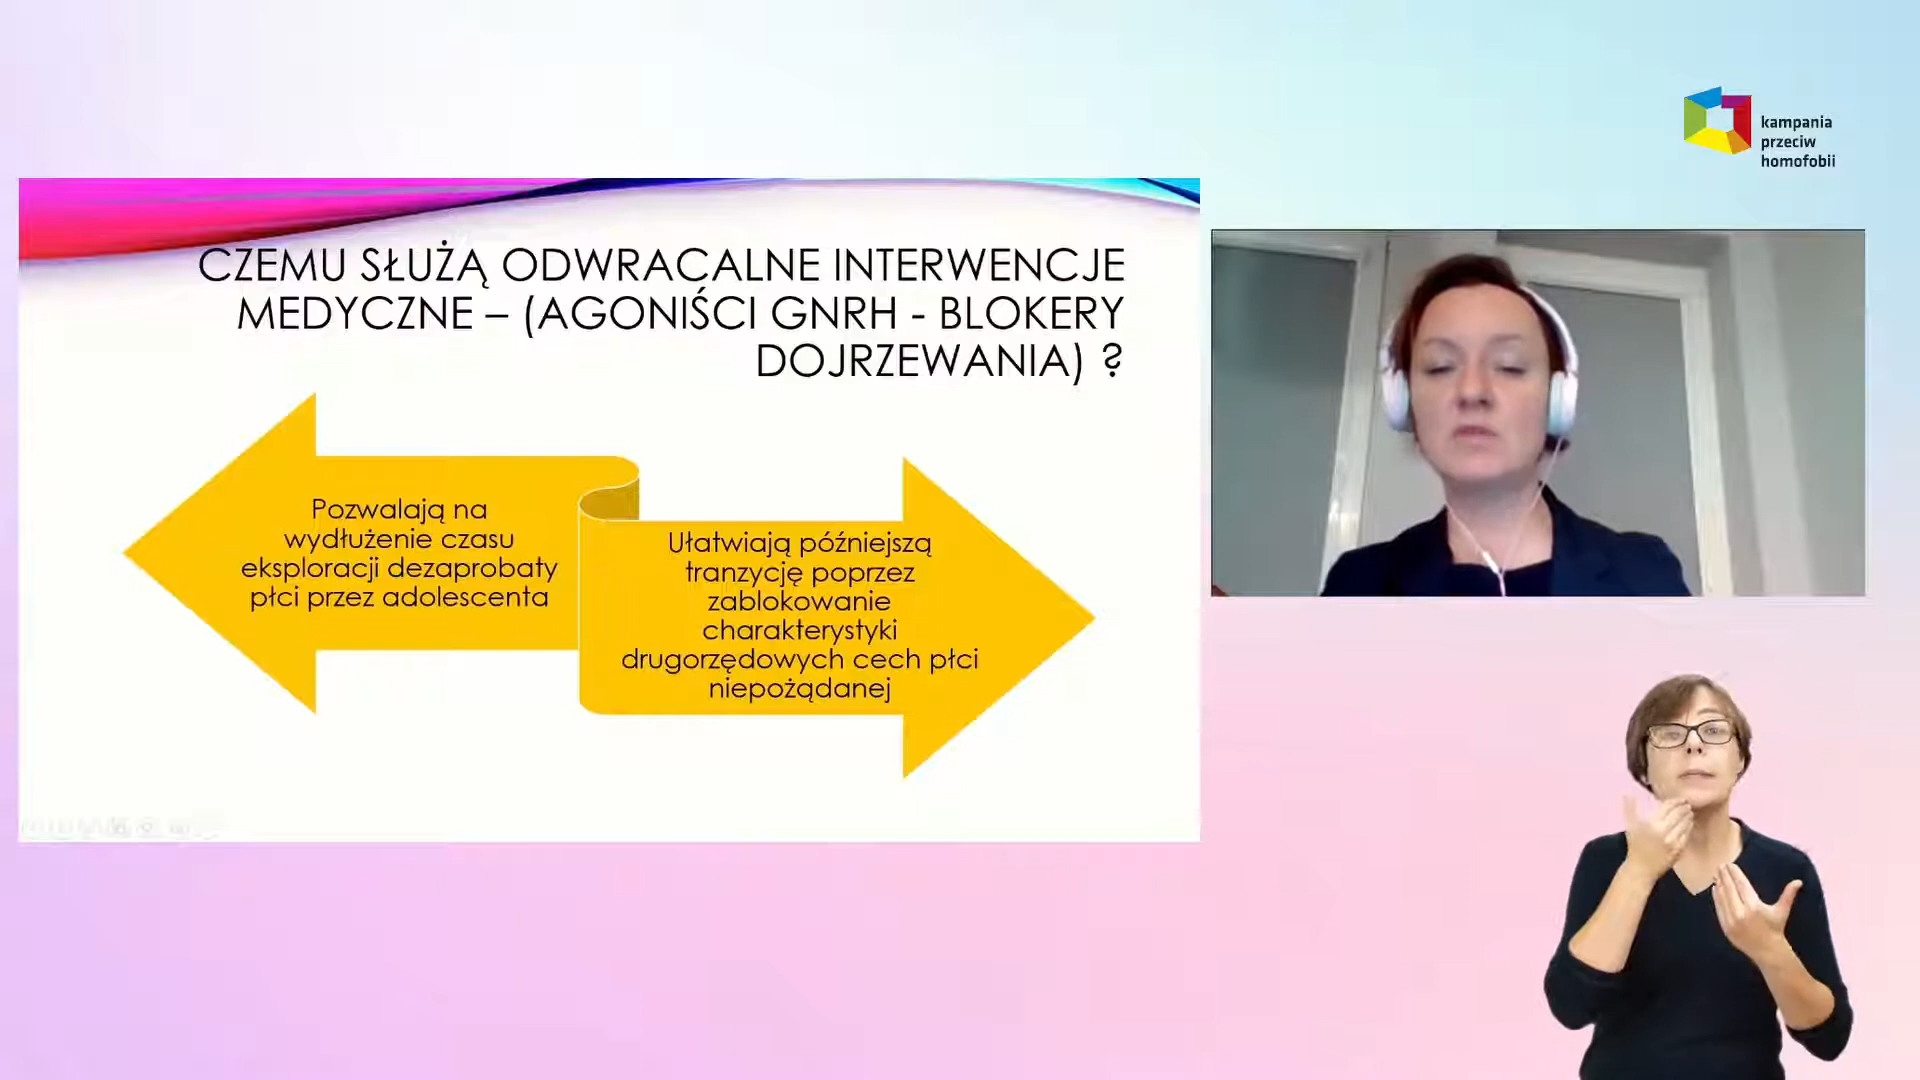 kampania
przeciw
homofobii
CZEMU SŁUŻĄ ODWRACALNE INTERWENCJE
MEDYCZNE – (AGONIŚCI GNRH - BLOKERY
DOJRZEWANIA) ?
Pozwalają na
wydłużenie czasu
eksploracji dezaprobaty
płci przez adolescenta
Ułatwiają późniejszą
tranzycję poprzez
zablokowanie
charakterystyki
drugorzędowych cech płci
niepożądanej